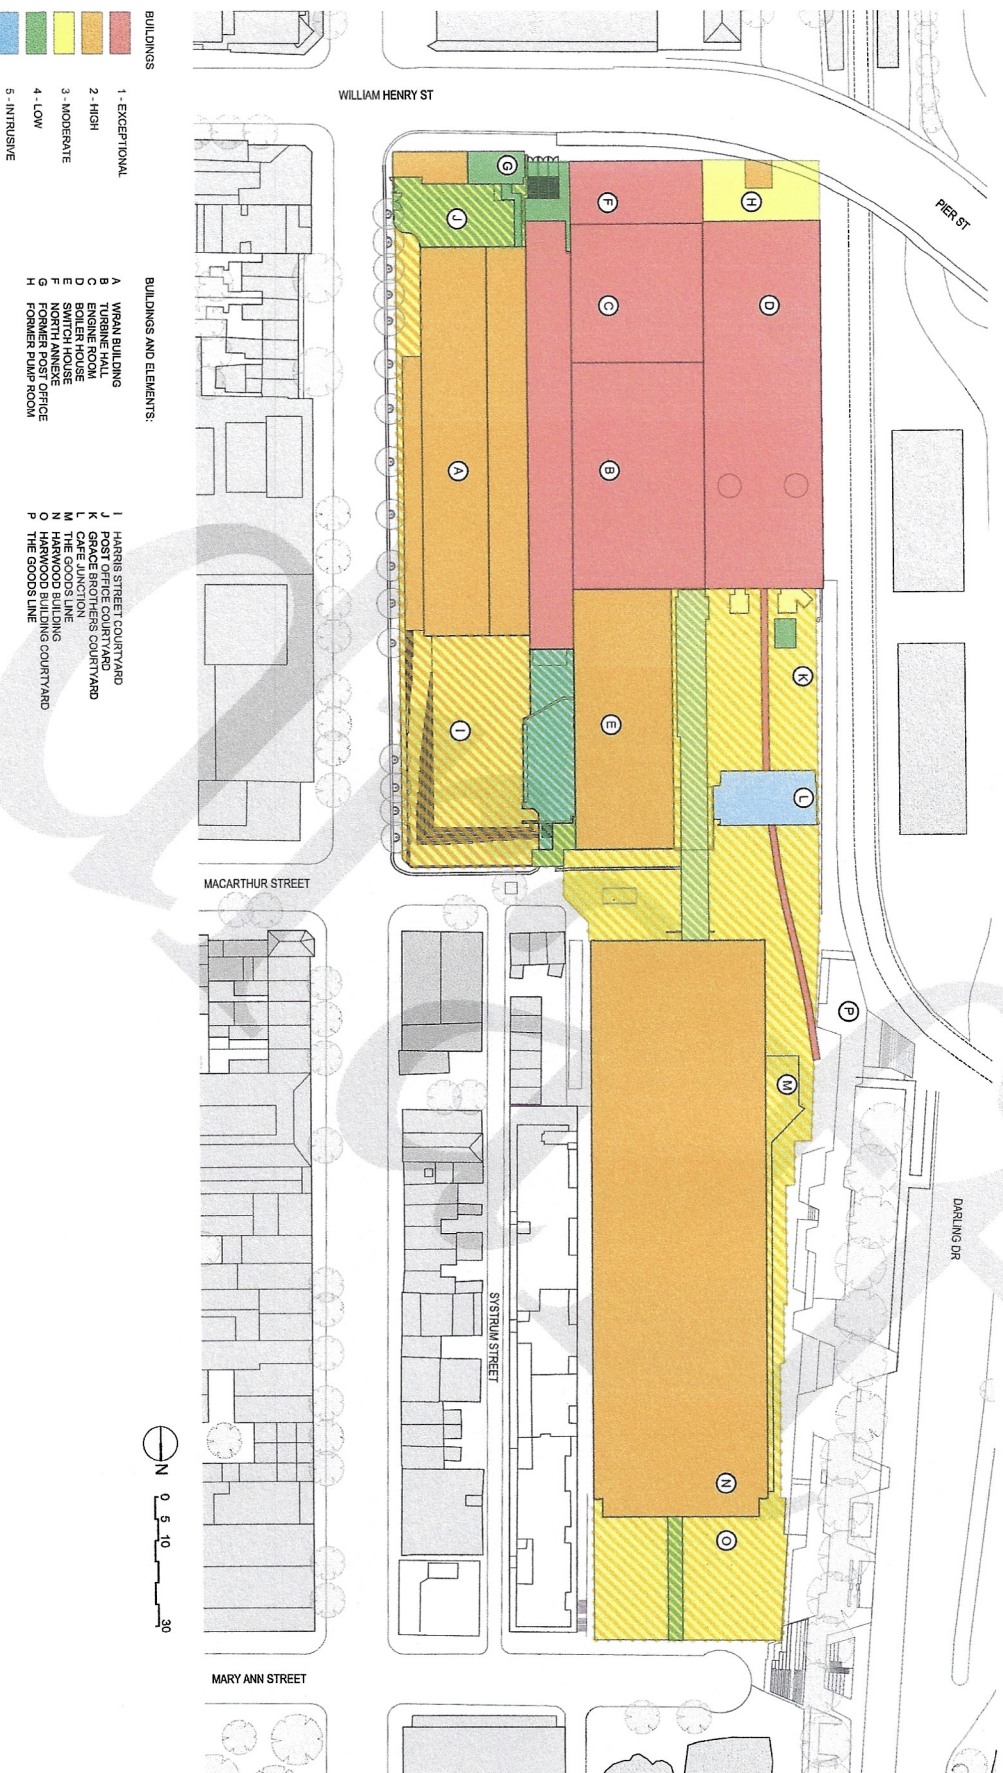 BUILDINGS
1 - EXCEPTIONAL
2 - HIGH
3 - MODERATE
4 - LOW
5 - INTRUSIVE
BUILDINGS AND ELEMENTS:
A WRAN BUILDING
B TURBINE HALL
C ENGINE ROOM
D BOILER HOUSE
E SWITCH HOUSE
F NORTH ANNEXE
G FORMER POST OFFICE
H FORMER PUMP ROOM
I HARRIS STREET COURTYARD
J POST OFFICE COURTYARD
K GRACE BROTHERS COURTYARD
L CAFE JUNCTION
M THE GOODS LINE
N HARWOOD BUILDING
O HARWOOD BUILDING COURTYARD
P THE GOODS LINE
N
0 5 10 30
WILLIAM HENRY ST
PIER ST
G
F
H
J
C
D
A
B
K
I
E
L
MACARTHUR STREET
P
M
DARLING DR
SYSTRUM STREET
N
O
MARY ANN STREET